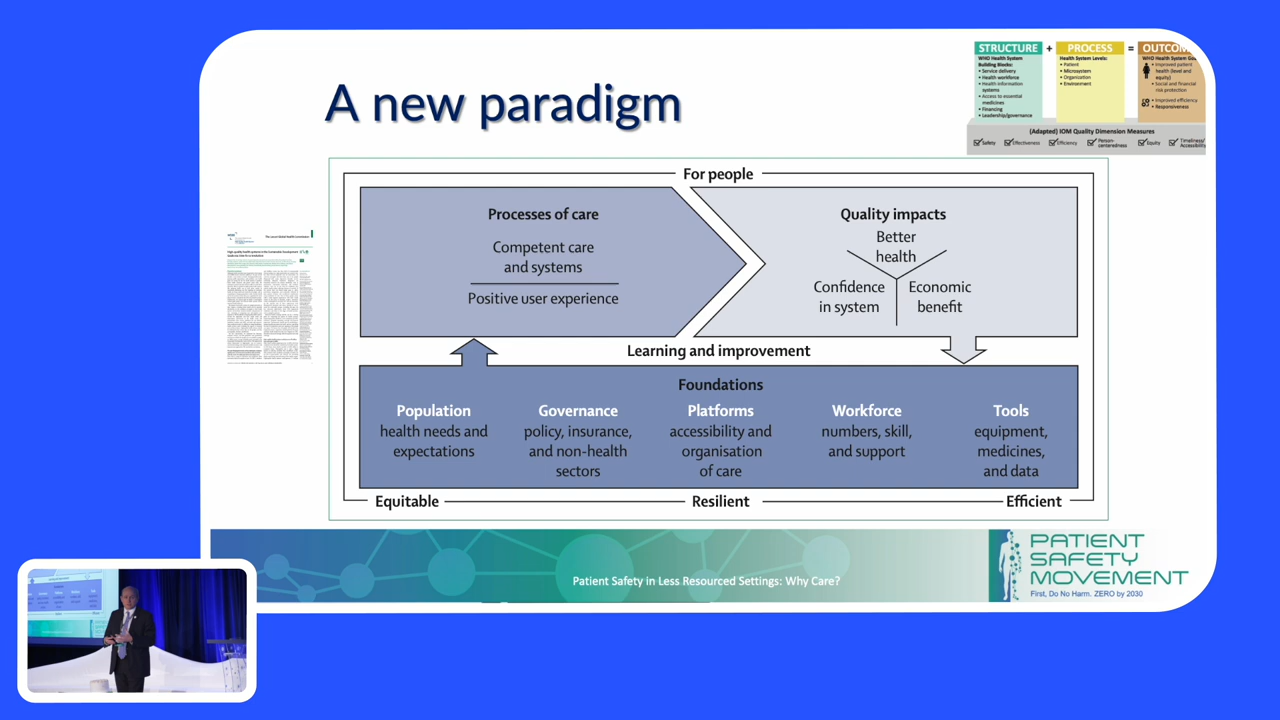 A new paradigm
STRUCTURE + PROCESS = OUTCOM
WHO Health System
Building Blocks:
• Service delivery
• Health workforce
• Health information
systems
• Access to essential
medicines
• Financing
• Leadership/governance
Health System Levels:
• Patient
• Microsystem
• Organization
• Environment
WHO Health System Goa
• Improved patient
health (level and
equity)
• Social and financial
risk protection
• Improved efficiency
• Responsiveness
(Adapted) IOM Quality Dimension Measures
Safety
Effectiveness
Efficiency
Person-
centeredness
Equity
Timeliness/
Accessibility
For people
Processes of care
Competent care
and systems
Positive user experience
Quality impacts
Better
health
Confidence
in system
Economic
benefit
Learning and improvement
Foundations
Population
health needs and
expectations
Governance
policy, insurance,
and non-health
sectors
Platforms
accessibility and
organisation
of care
Workforce
numbers, skill,
and support
Tools
equipment,
medicines,
and data
Equitable
Resilient
Efficient
Patient Safety in Less Resourced Settings: Why Care?
PATIENT
SAFETY
MOVEMENT
First, Do No Harm. ZERO by 2030